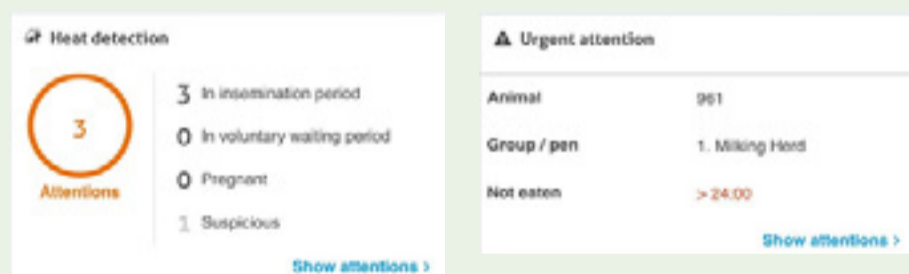 Heat detection
3
Attentions
3 In insemination period
0 In voluntary waiting period
0 Pregnant
1 Suspicious
Show attentions >
Urgent attention
Animal 961
Group / pen 1. Milking Herd
Not eaten > 24:00
Show attentions >